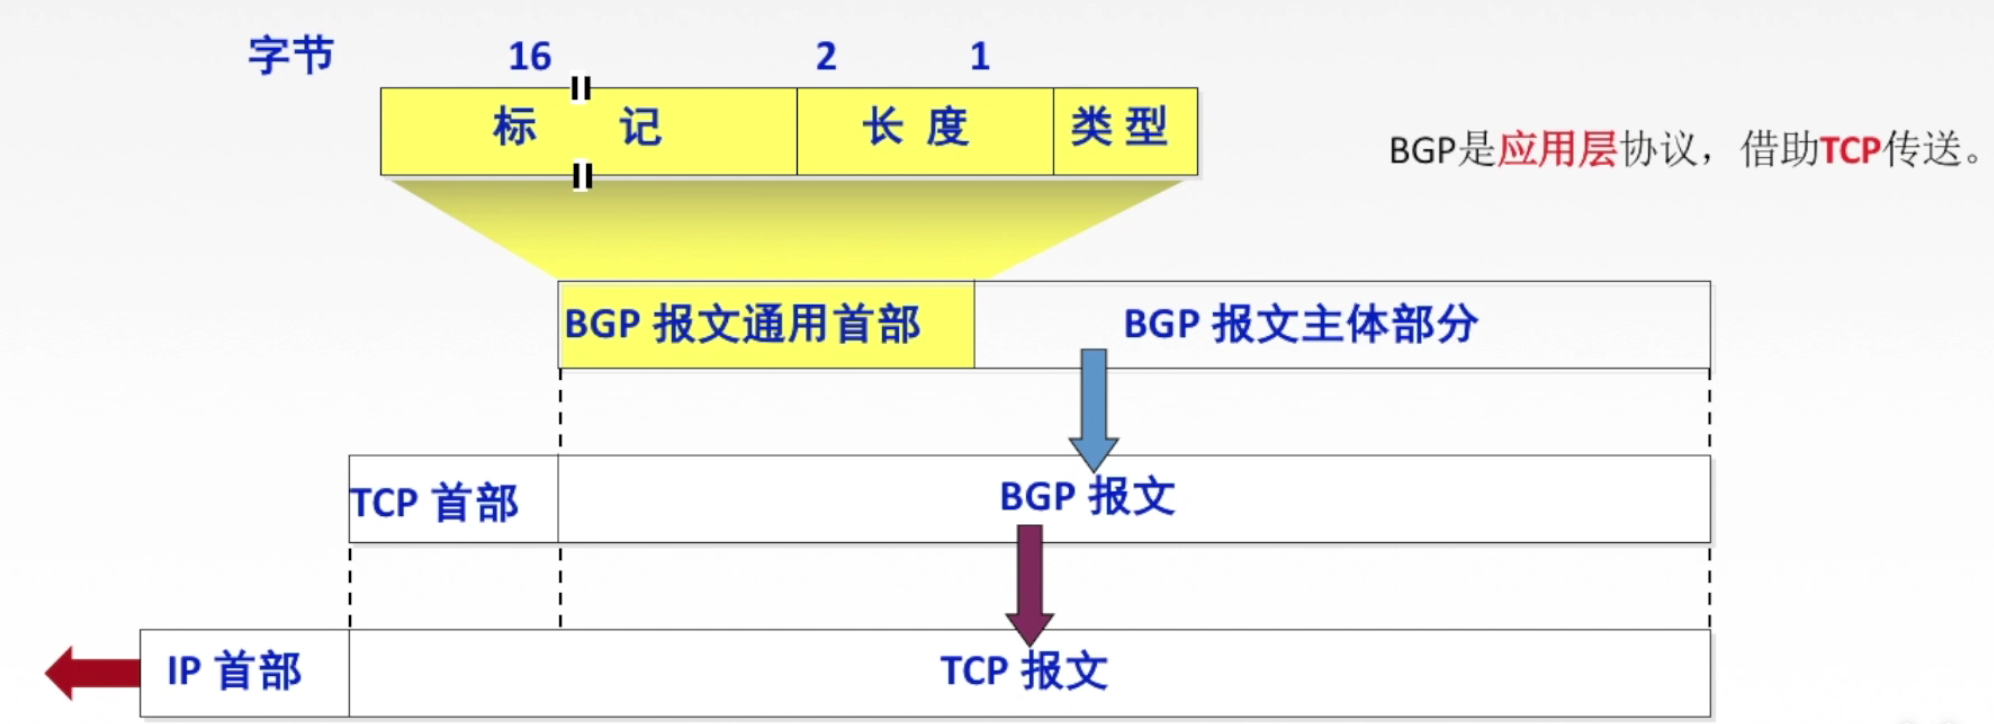 字节 16 2 1
标 记 长 度 类 型
BGP是应用层协议，借助TCP传送。
BGP 报文通用首部 BGP 报文主体部分
TCP 首部 BGP 报文
IP 首部 TCP 报文